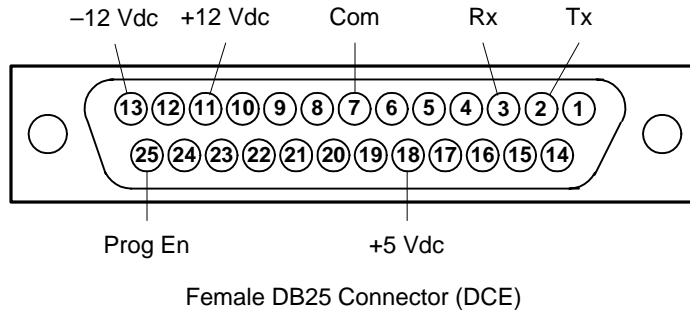 –12 Vdc +12 Vdc Com Rx Tx
13 12 11 10 9 8 7 6 5 4 3 2 1
25 24 23 22 21 20 19 18 17 16 15 14
Prog En +5 Vdc
Female DB25 Connector (DCE)